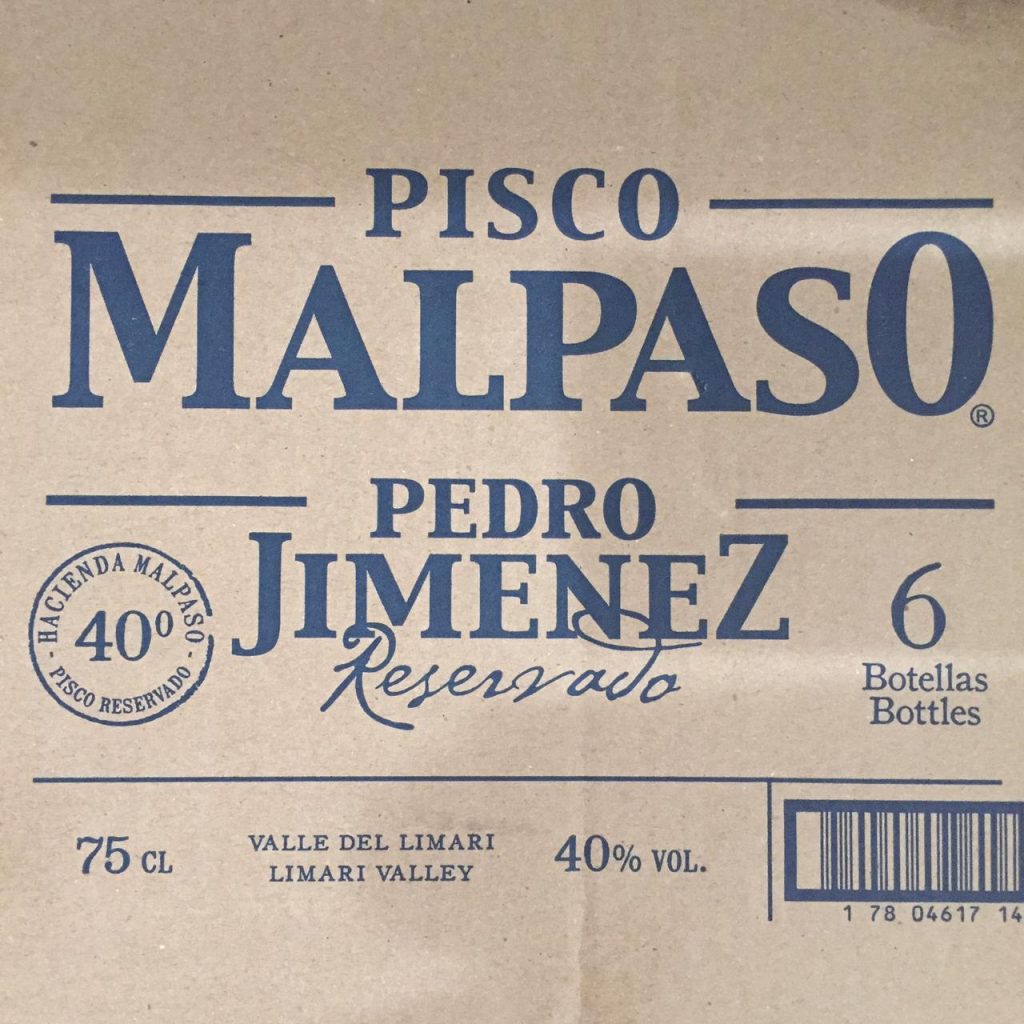 PISCO
MALPASO®
PEDRO
JIMENEZ
Reservado
HACIENDA MALPASO
40º
- PISCO RESERVADO -
6
Botellas
Bottles
75 CL
VALLE DEL LIMARI
LIMARI VALLEY
40% VOL.
1 78 04617 14